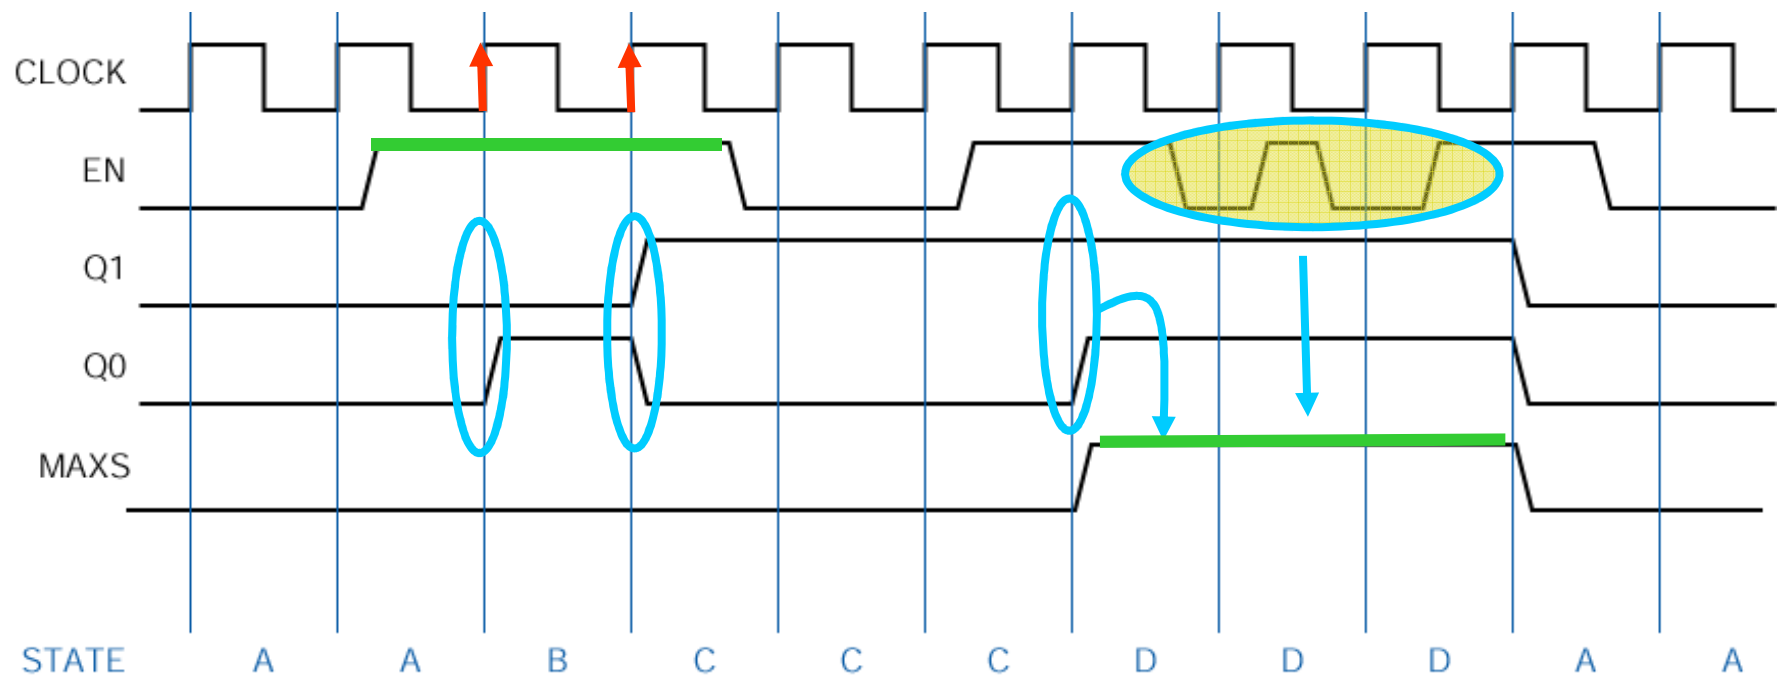 CLOCK
EN
Q1
Q0
MAXS
STATE A A B C C C D D D A A